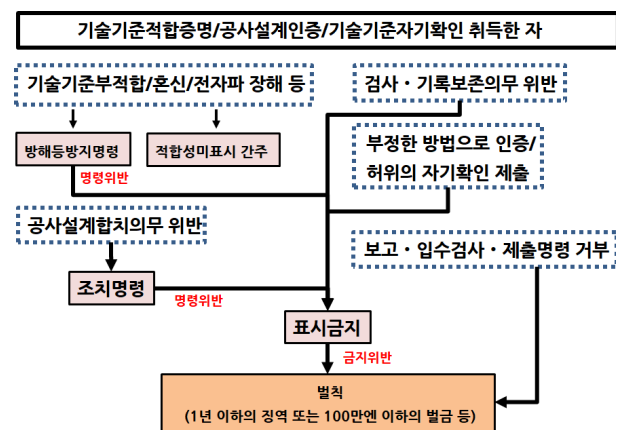 기술기준적합증명/공사설계인증/기술기준자기확인 취득한 자
기술기준부적합/혼신/전자파 장해 등
검사・기록보존의무 위반
방해등방지명령
적합성미표시 간주
부정한 방법으로 인증/
허위의 자기확인 제출
명령위반
공사설계합치의무 위반
보고・입수검사・제출명령 거부
조치명령
명령위반
표시금지
금지위반
벌칙
(1년 이하의 징역 또는 100만엔 이하의 벌금 등)